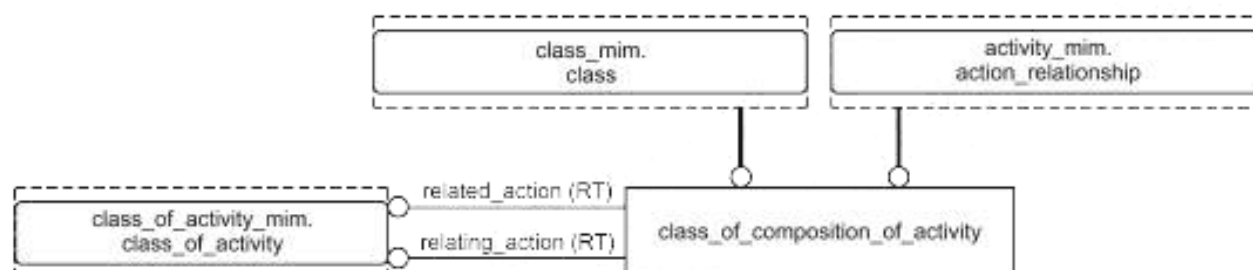 class_mim.
class
activity_mim.
action_relationship
related_action (RT)
class_of_activity_mim.
class_of_activity
relating_action (RT)
class_of_composition_of_activity